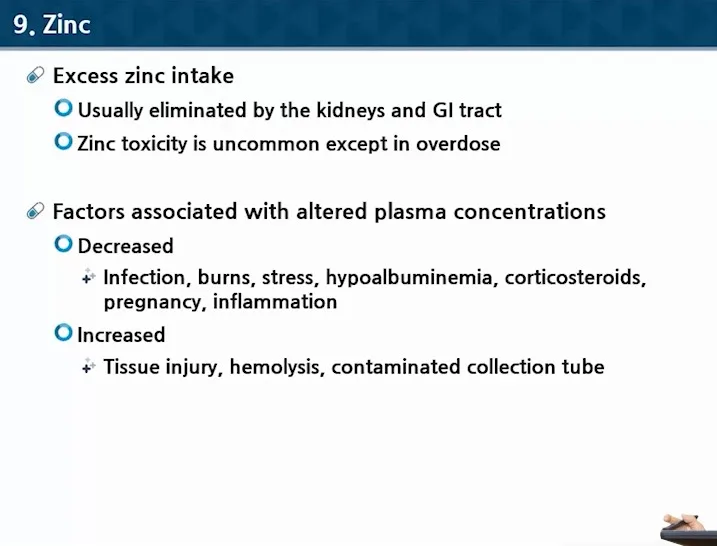 9. Zinc
Excess zinc intake
Usually eliminated by the kidneys and GI tract
Zinc toxicity is uncommon except in overdose
Factors associated with altered plasma concentrations
Decreased
Infection, burns, stress, hypoalbuminemia, corticosteroids,
pregnancy, inflammation
Increased
Tissue injury, hemolysis, contaminated collection tube